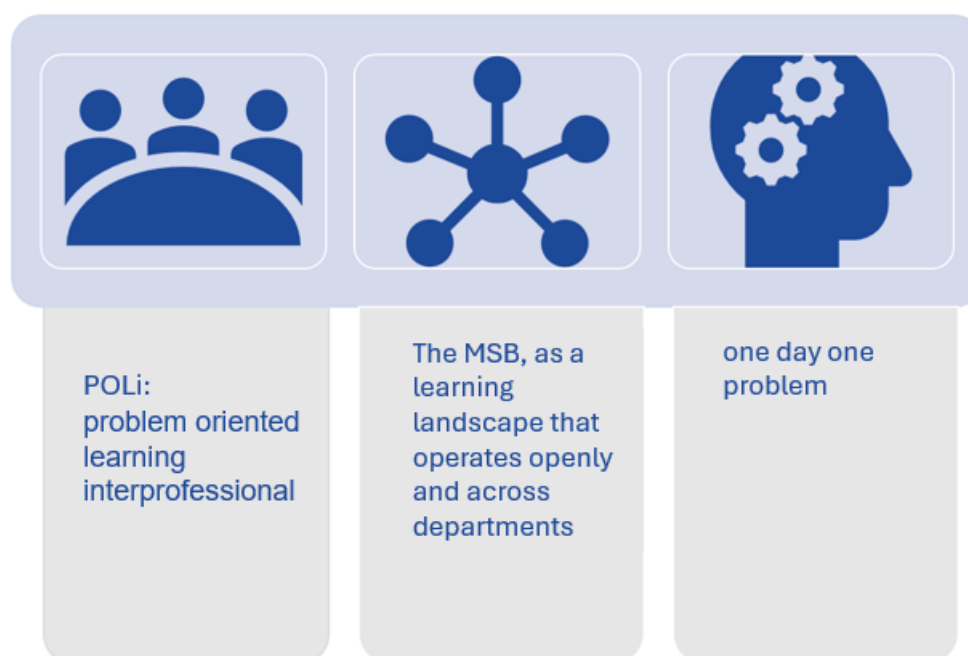 POLi:
problem oriented
learning
interprofessional
The MSB, as a
learning
landscape that
operates openly
and across
departments
one day one
problem